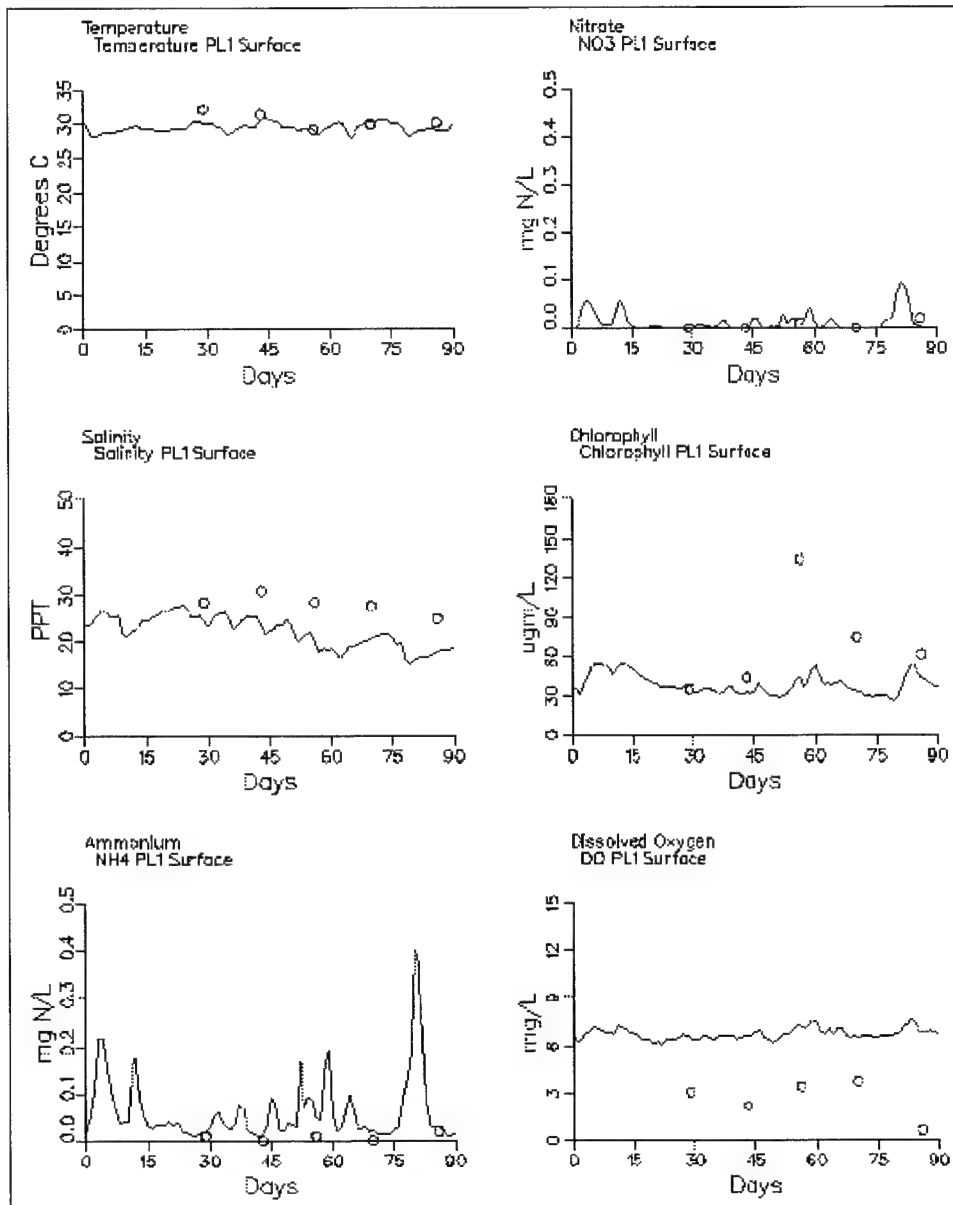 Temperature
Temperature PL1 Surface
35
30
25
20
15
10
5
0
Degrees C
0 15 30 45 60 75 90
Days
Nitrate
NO3 PL1 Surface
0.5
0.4
0.3
0.2
0.1
0.0
mg N/L
0 15 30 45 60 75 90
Days
Salinity
Salinity PL1 Surface
50
40
30
20
10
0
PPT
0 15 30 45 60 75 90
Days
Chlorophyll
Chlorophyll PL1 Surface
180
150
120
90
60
30
0
ugm/L
0 15 30 45 60 75 90
Days
Ammonium
NH4 PL1 Surface
0.5
0.4
0.3
0.2
0.1
0.0
mg N/L
0 15 30 45 60 75 90
Days
Dissolved Oxygen
DO PL1 Surface
15
12
9
6
3
0
mg/L
0 15 30 45 60 75 90
Days